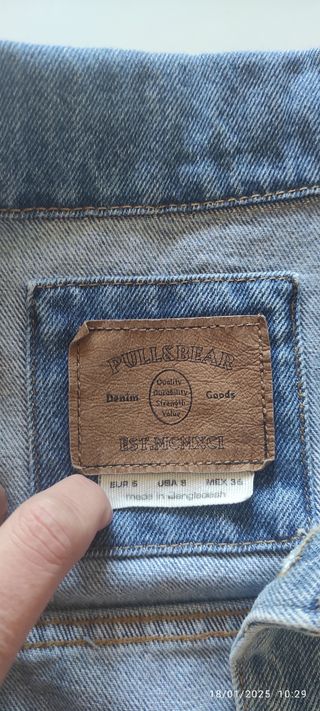 PULL&BEAR
Denim
Quality
Durability
Strength
Value
Goods
EST.MCMXCI
EUR S USA S MEX 36
made in Bangladesh
18/01/2025 10:29